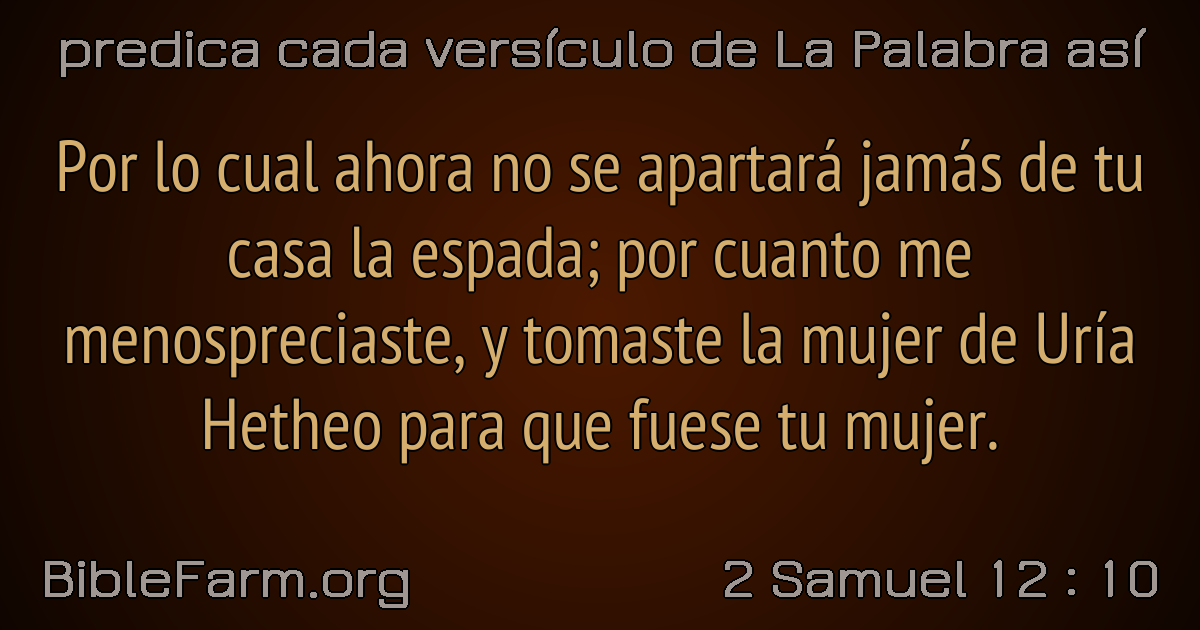 predica cada versículo de La Palabra así
Por lo cual ahora no se apartará jamás de tu
casa la espada; por cuanto me
menospreciaste, y tomaste la mujer de Uría
Hetheo para que fuese tu mujer.
BibleFarm.org
2 Samuel 12 : 10